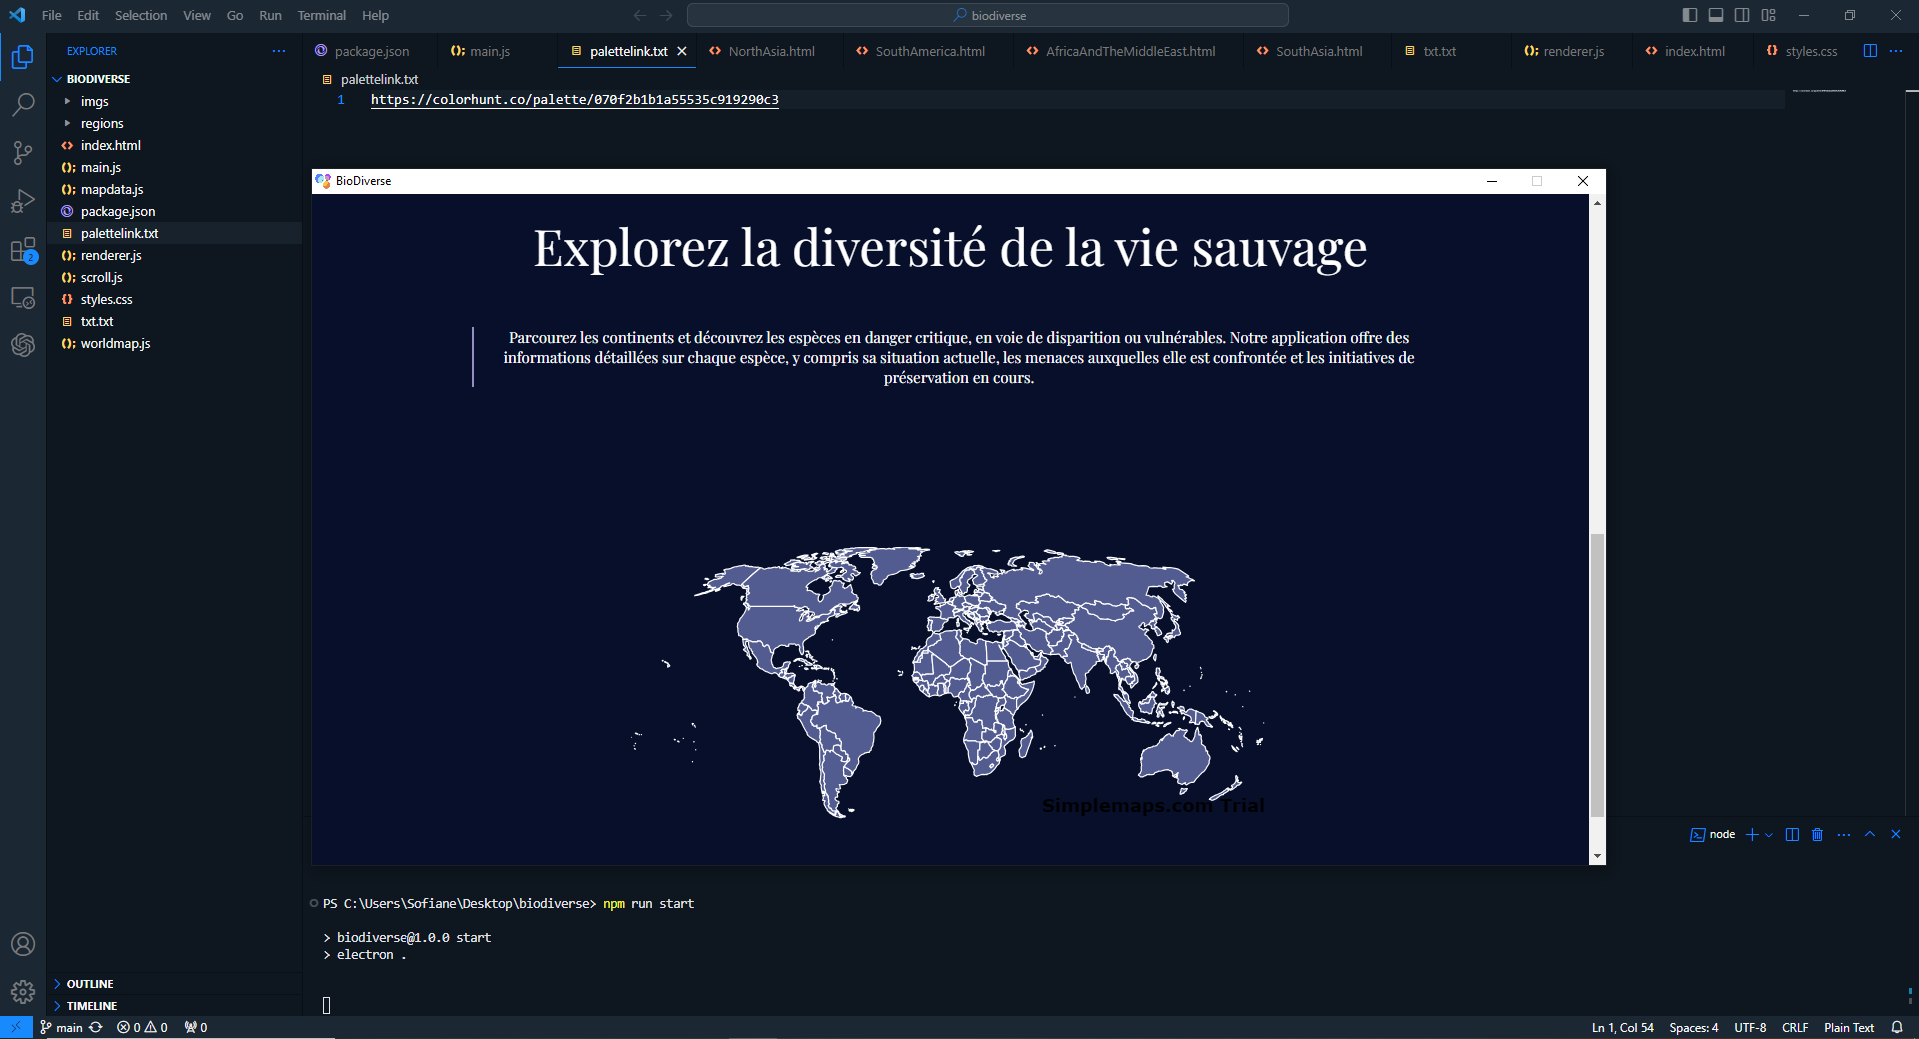 File Edit Selection View Go Run Terminal Help
biodiverse
EXPLORER
BIODIVERSE
imgs
regions
index.html
main.js
mapdata.js
package.json
palettelink.txt
renderer.js
scroll.js
styles.css
txt.txt
worldmap.js
OUTLINE
TIMELINE
2
package.json main.js palettelink.txt NorthAsia.html SouthAmerica.html AfricaAndTheMiddleEast.html SouthAsia.html txt.txt renderer.js index.html styles.css
palettelink.txt
1 https://colorhunt.co/palette/070f2b1b1a55535c919290c3
BioDiverse
Explorez la diversité de la vie sauvage
Parcourez les continents et découvrez les espèces en danger critique, en voie de disparition ou vulnérables. Notre application offre des
informations détaillées sur chaque espèce, y compris sa situation actuelle, les menaces auxquelles elle est confrontée et les initiatives de
préservation en cours.
Simplemaps.com Trial
node
PS C:\Users\Sofiane\Desktop\biodiverse> npm run start
> biodiverse@1.0.0 start
> electron .
main 0 0 0
Ln 1, Col 54 Spaces: 4 UTF-8 CRLF Plain Text